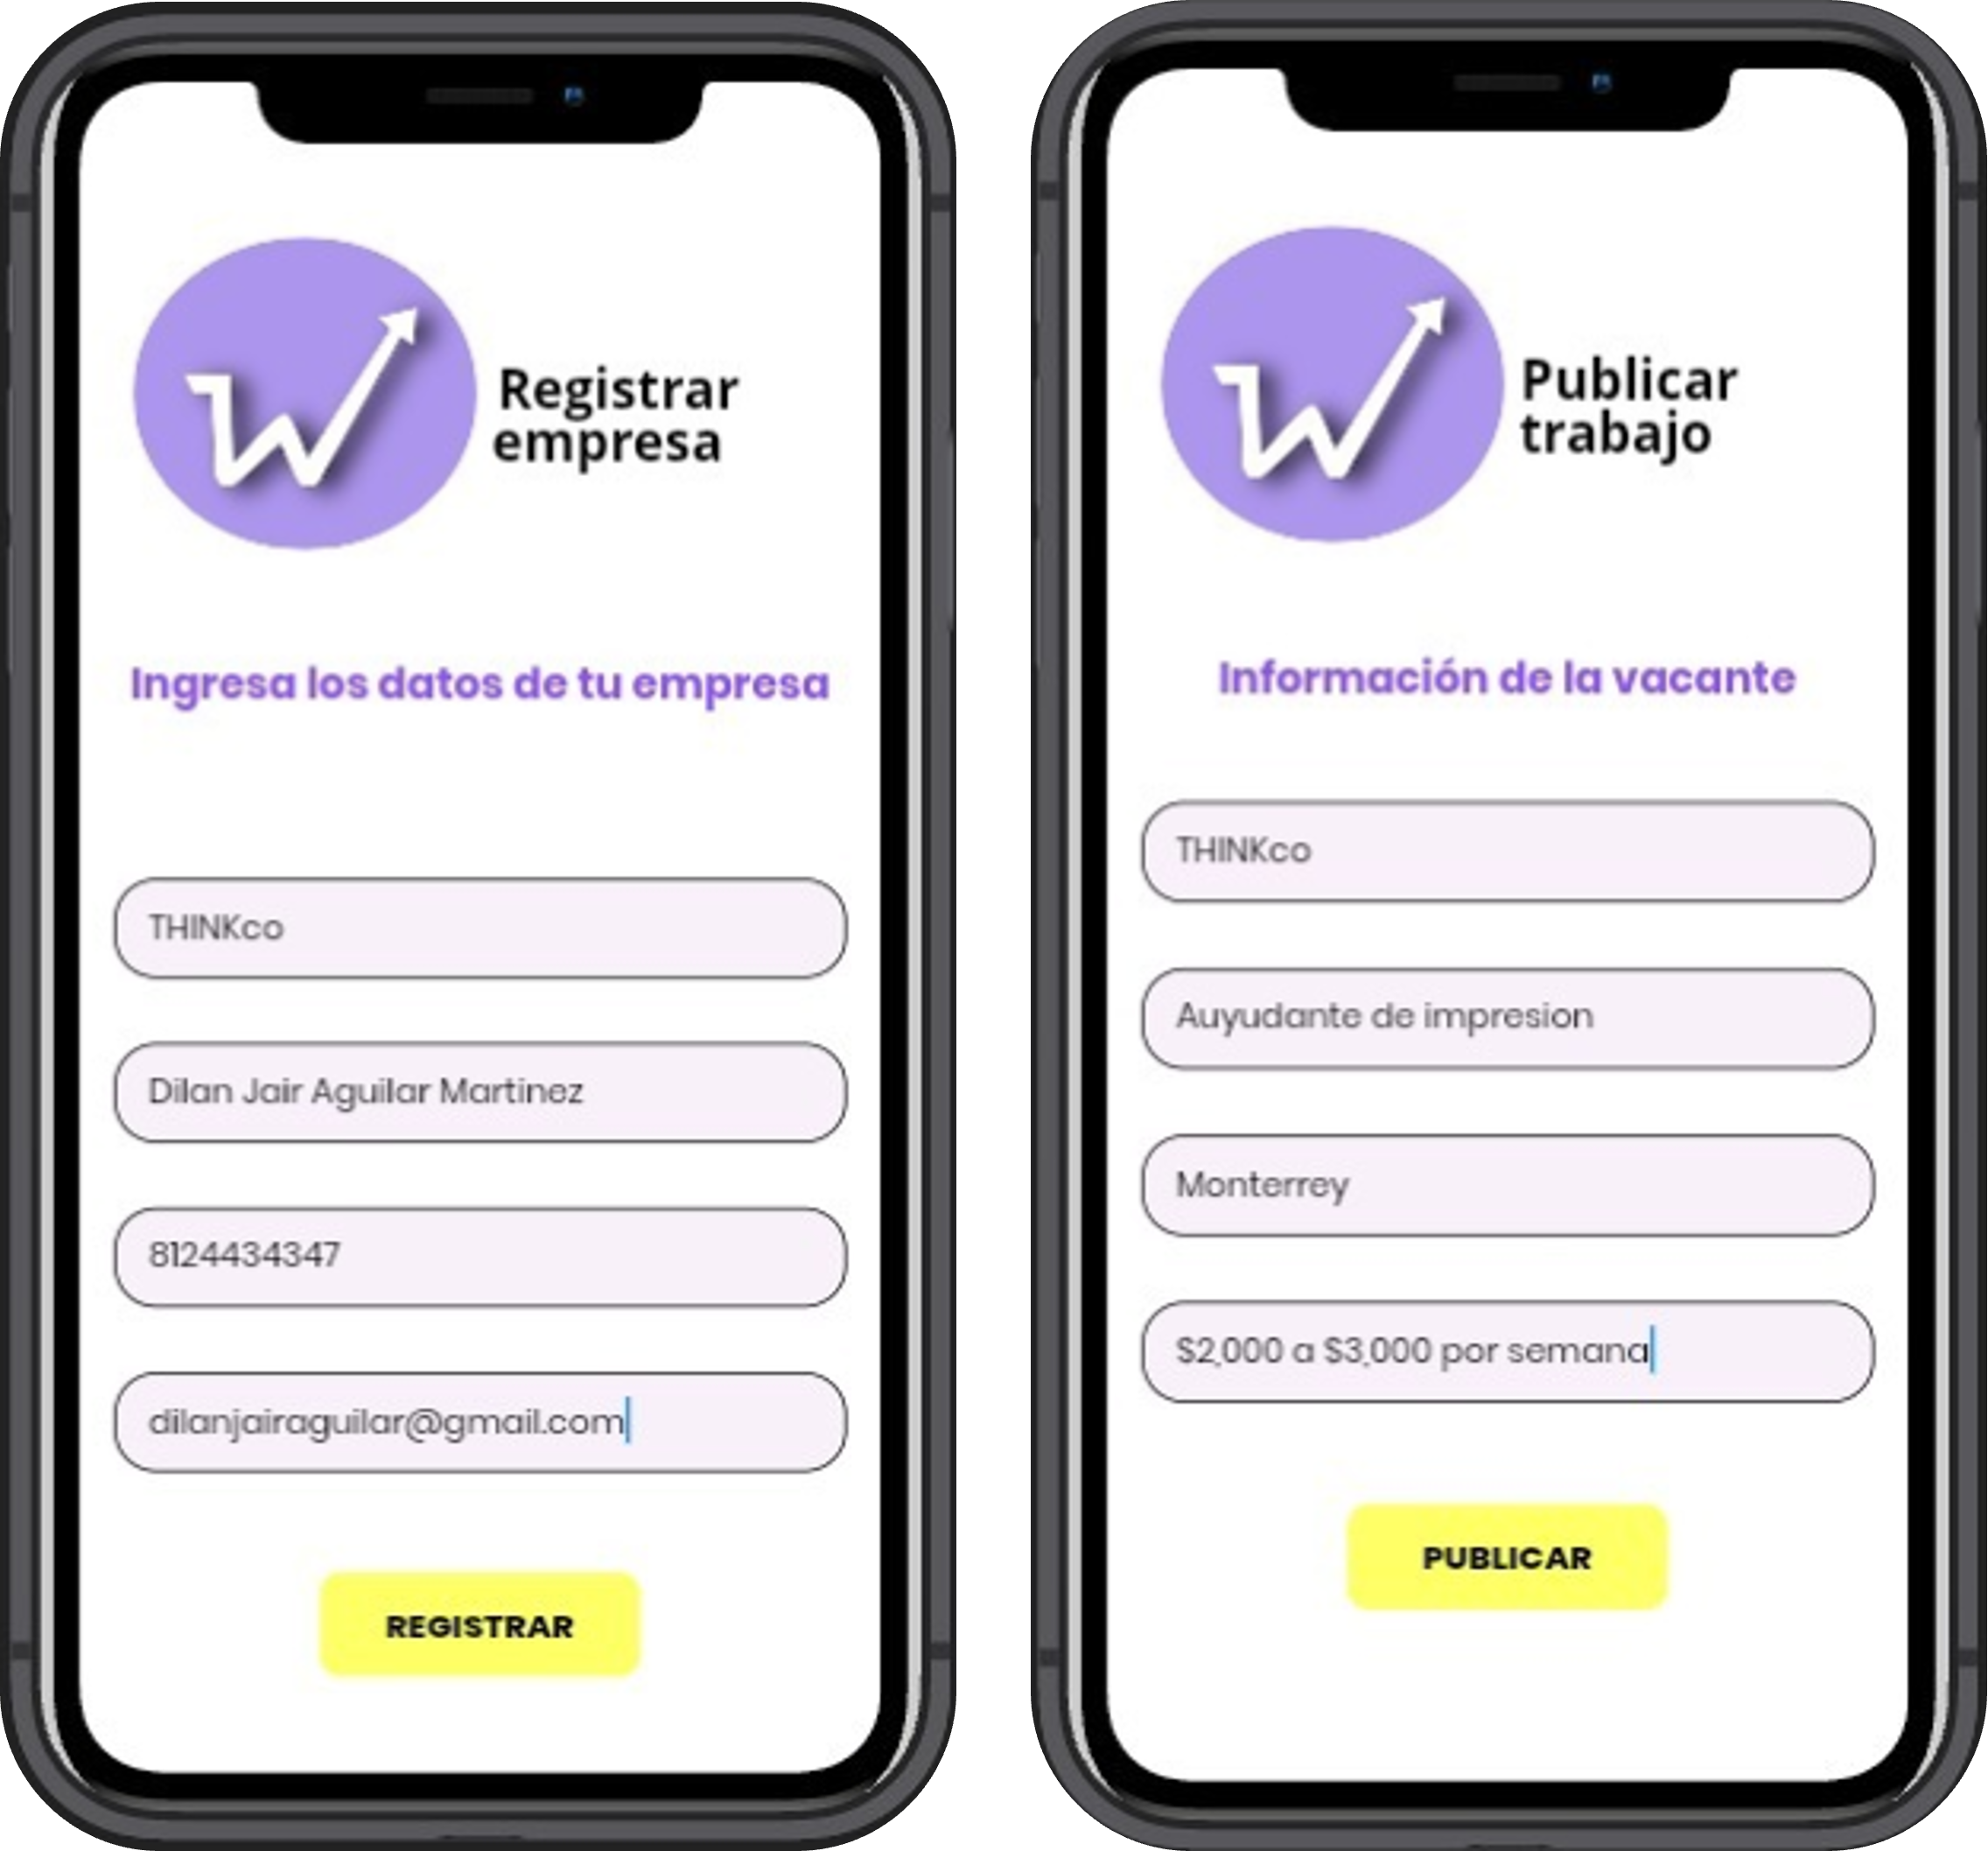 W
Registrar
empresa
Ingresa los datos de tu empresa
THINKco
Dilan Jair Aguilar Martinez
8124434347
dilanjairaguilar@gmail.com
REGISTRAR
W
Publicar
trabajo
Información de la vacante
THINKco
Auyudante de impresion
Monterrey
$2,000 a $3,000 por semana
PUBLICAR